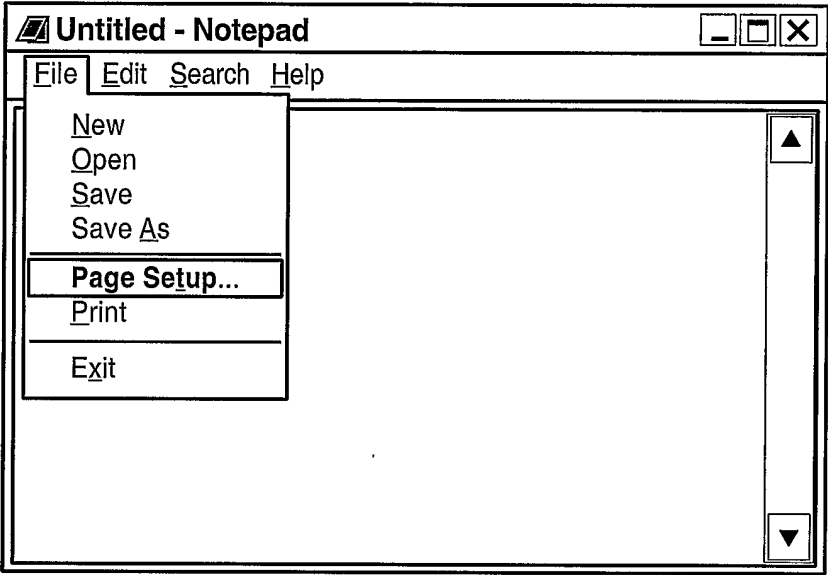 Untitled - Notepad
File Edit Search Help
New
Open
Save
Save As
Page Setup...
Print
Exit